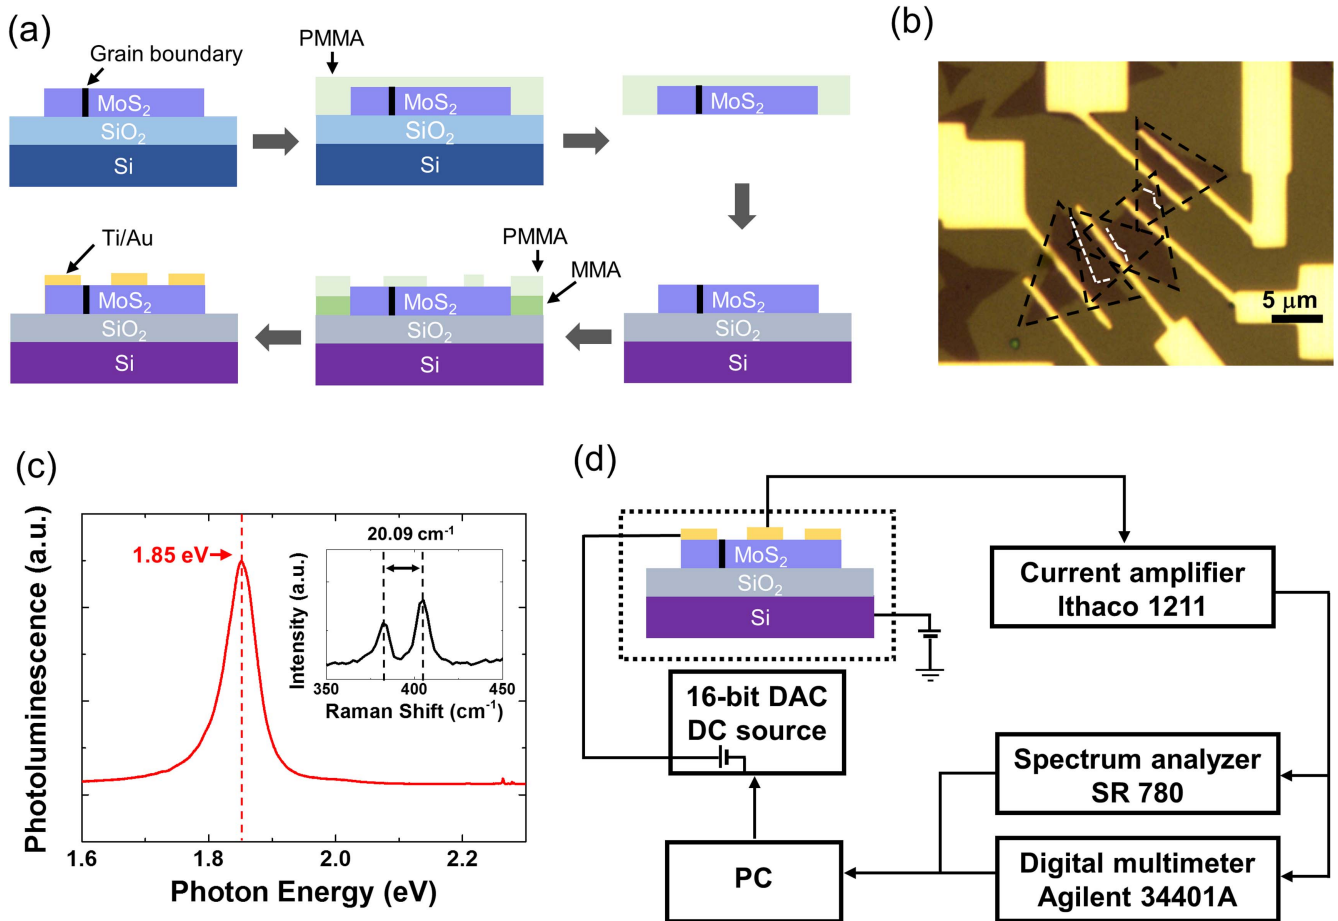 (a)
Grain boundary
MoS₂
SiO₂
Si
PMMA
MoS₂
SiO₂
Si
MoS₂
Ti/Au
MoS₂
SiO₂
Si
PMMA
MMA
MoS₂
SiO₂
Si
MoS₂
SiO₂
Si
(b)
5 μm
(c)
Photoluminescence (a.u.)
1.85 eV
20.09 cm⁻¹
Intensity (a.u.)
350 400 450
Raman Shift (cm⁻¹)
1.6 1.8 2.0 2.2
Photon Energy (eV)
(d)
MoS₂
SiO₂
Si
16-bit DAC
DC source
PC
Current amplifier
Ithaco 1211
Spectrum analyzer
SR 780
Digital multimeter
Agilent 34401A